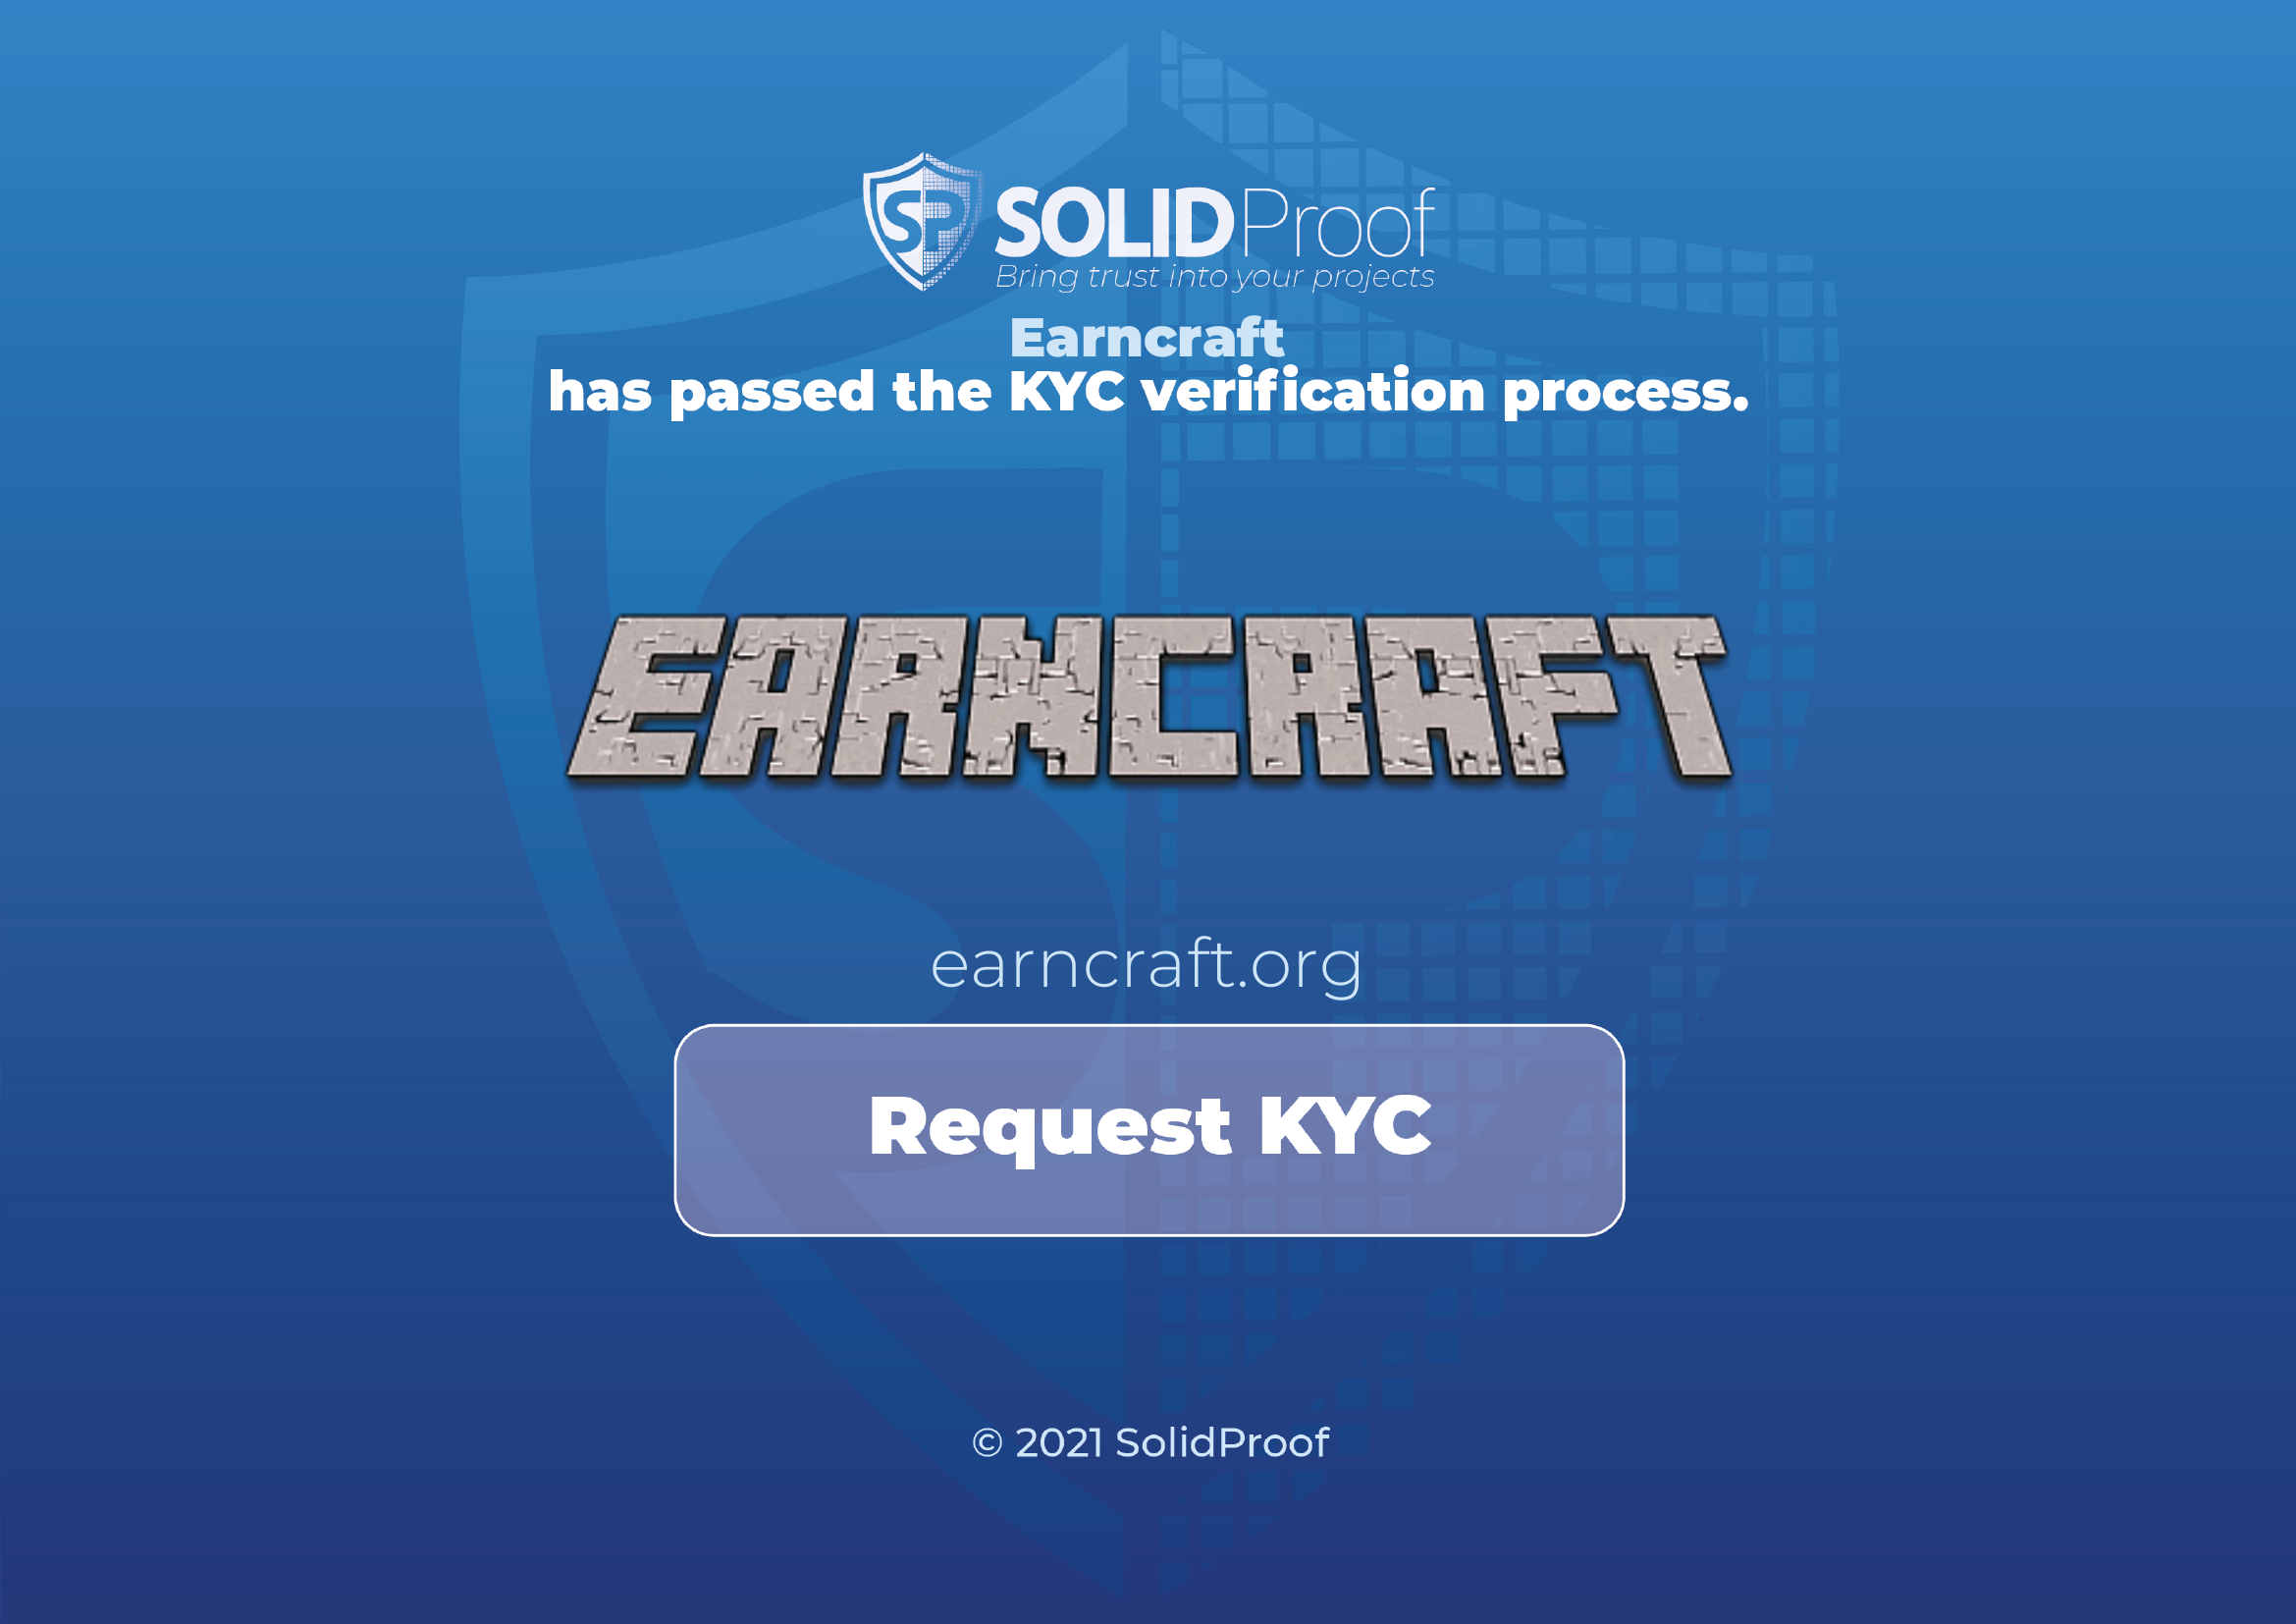 SP SOLIDProof
Bring trust into your projects
Earncraft
has passed the KYC verification process.
EARNCRAFT
earncraft.org
Request KYC
© 2021 SolidProof